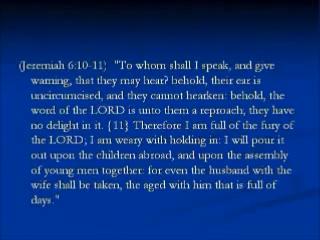 (Jeremiah 6:10-11) "To whom shall I speak, and give
warning, that they may hear? behold, their ear is
uncircumcised, and they cannot hearken: behold, the
word of the LORD is unto them a reproach; they have
no delight in it. {11} Therefore I am full of the fury of
the LORD; I am weary with holding in: I will pour it
out upon the children abroad, and upon the assembly
of young men together: for even the husband with the
wife shall be taken, the aged with him that is full of
days."